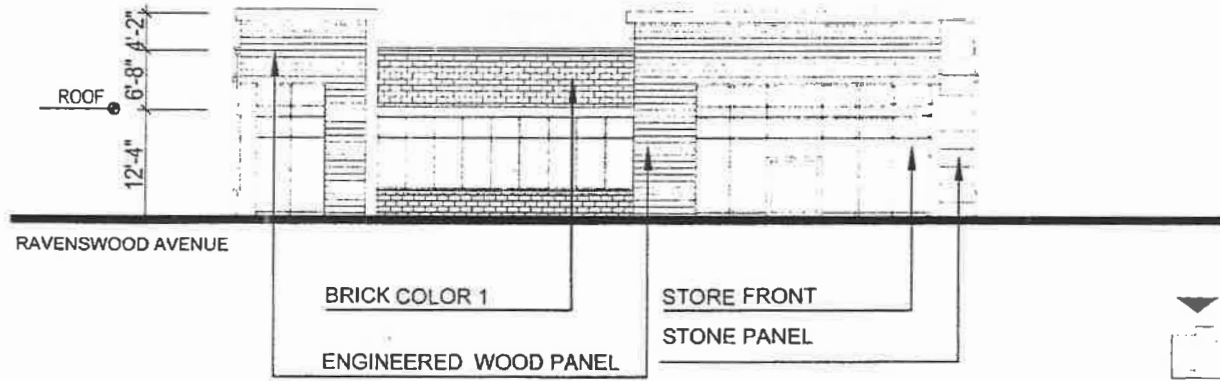 4'-2"
6'-8"
ROOF
12'-4"
RAVENSWOOD AVENUE
BRICK COLOR 1
STORE FRONT
STONE PANEL
ENGINEERED WOOD PANEL